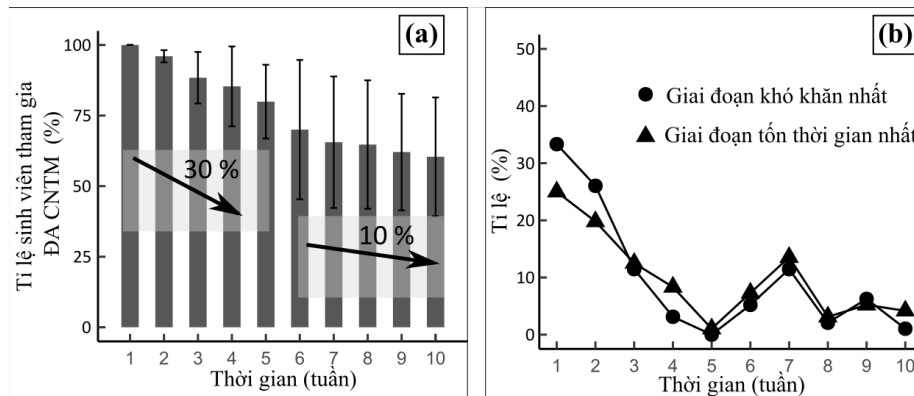 (a)
100
75
50
25
0
Tỉ lệ sinh viên tham gia
ĐA CNTM (%)
30 %
10 %
1 2 3 4 5 6 7 8 9 10
Thời gian (tuần)
(b)
50
40
30
20
10
0
Tỉ lệ (%)
Giai đoạn khó khăn nhất
Giai đoạn tốn thời gian nhất
1 2 3 4 5 6 7 8 9 10
Thời gian (tuần)